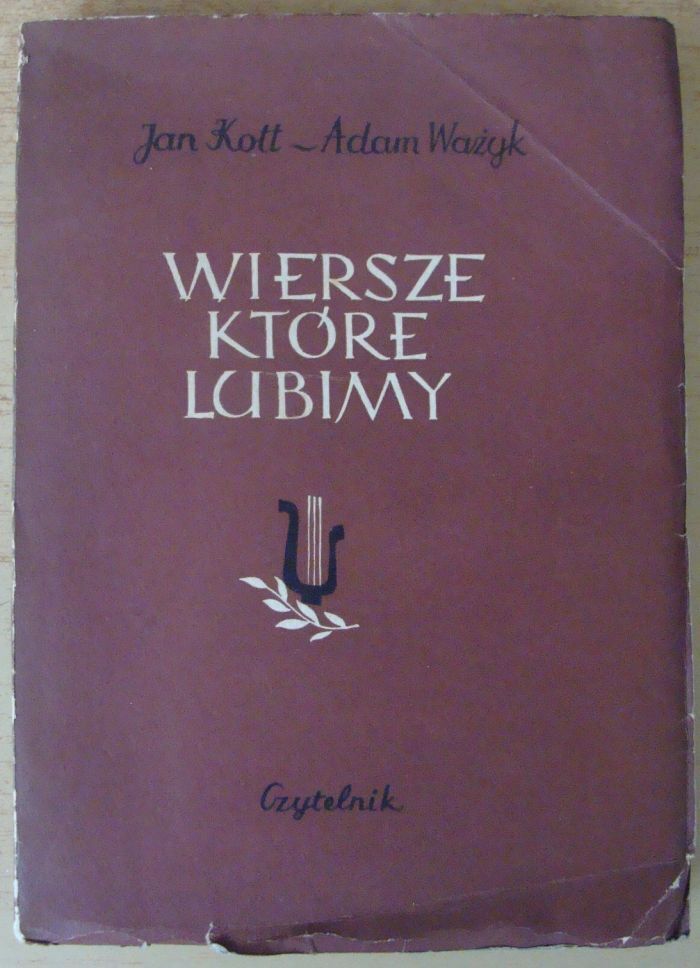 Jan Kott – Adam Ważyk
WIERSZE
KTÓRE
LUBIMY
Czytelnik